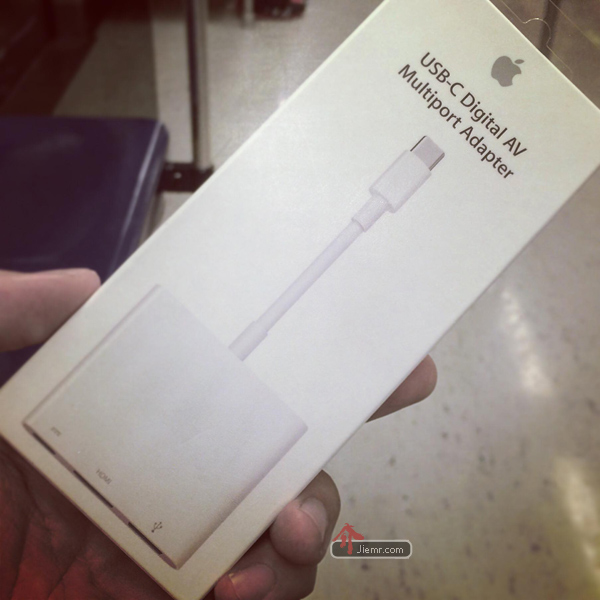 USB-C Digital AV
Multiport Adapter
HDMI
Jiemr.com